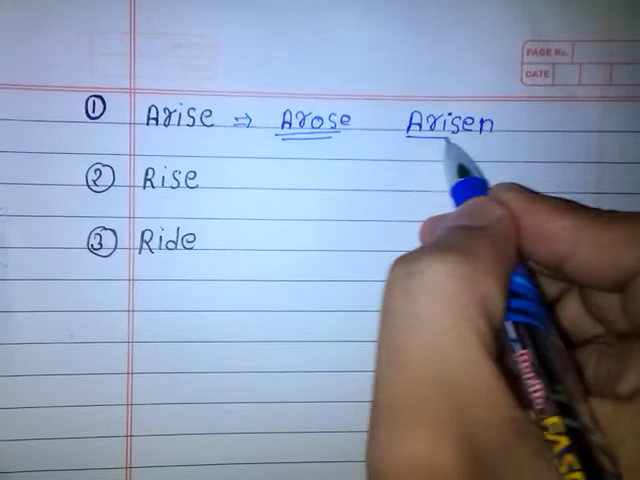 PAGE No.
DATE
① Arise ⇒ Arose Arisen
② Rise
③ Ride